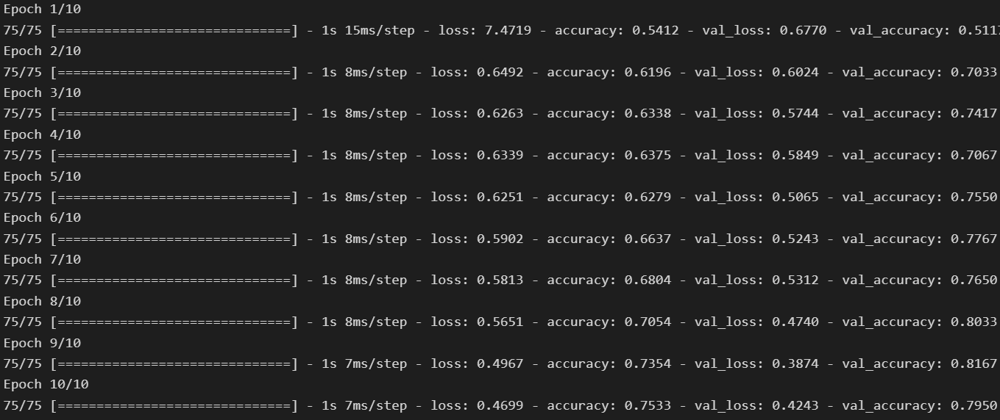 Epoch 1/10
75/75 [==============================] - 1s 15ms/step - loss: 7.4719 - accuracy: 0.5412 - val_loss: 0.6770 - val_accuracy: 0.5117
Epoch 2/10
75/75 [==============================] - 1s 8ms/step - loss: 0.6492 - accuracy: 0.6196 - val_loss: 0.6024 - val_accuracy: 0.7033
Epoch 3/10
75/75 [==============================] - 1s 8ms/step - loss: 0.6263 - accuracy: 0.6338 - val_loss: 0.5744 - val_accuracy: 0.7417
Epoch 4/10
75/75 [==============================] - 1s 8ms/step - loss: 0.6339 - accuracy: 0.6375 - val_loss: 0.5849 - val_accuracy: 0.7067
Epoch 5/10
75/75 [==============================] - 1s 8ms/step - loss: 0.6251 - accuracy: 0.6279 - val_loss: 0.5065 - val_accuracy: 0.7550
Epoch 6/10
75/75 [==============================] - 1s 8ms/step - loss: 0.5902 - accuracy: 0.6637 - val_loss: 0.5243 - val_accuracy: 0.7767
Epoch 7/10
75/75 [==============================] - 1s 8ms/step - loss: 0.5813 - accuracy: 0.6804 - val_loss: 0.5312 - val_accuracy: 0.7650
Epoch 8/10
75/75 [==============================] - 1s 8ms/step - loss: 0.5651 - accuracy: 0.7054 - val_loss: 0.4740 - val_accuracy: 0.8033
Epoch 9/10
75/75 [==============================] - 1s 7ms/step - loss: 0.4967 - accuracy: 0.7354 - val_loss: 0.3874 - val_accuracy: 0.8167
Epoch 10/10
75/75 [==============================] - 1s 7ms/step - loss: 0.4699 - accuracy: 0.7533 - val_loss: 0.4243 - val_accuracy: 0.7950